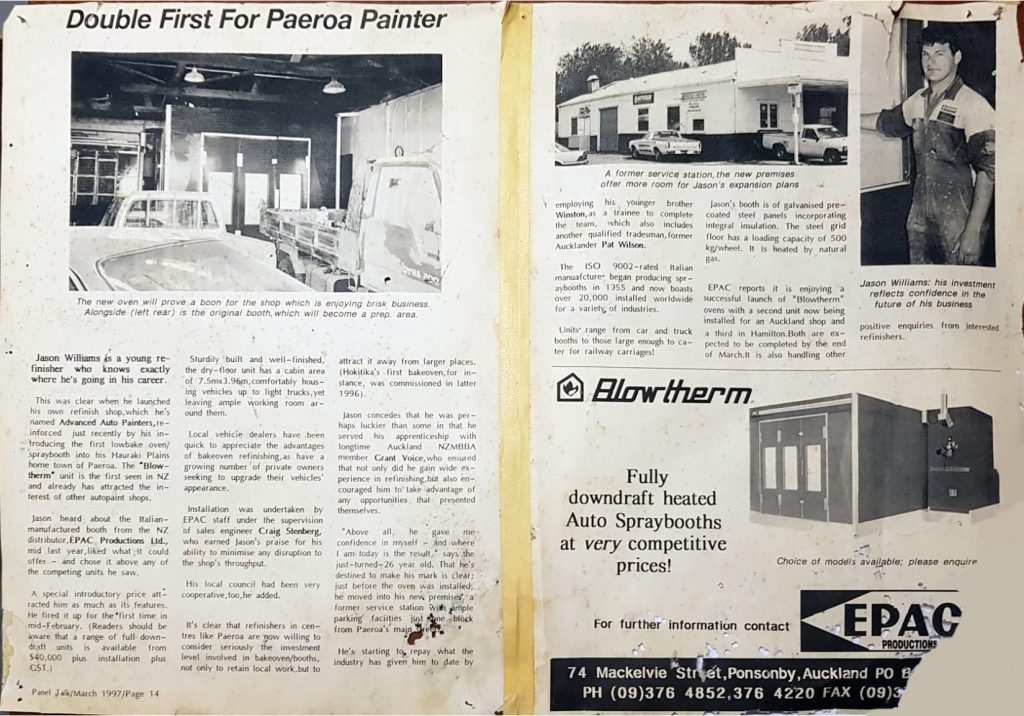 Double First For Paeroa Painter
The new oven will prove a boon for the shop which is enjoying brisk business.
Alongside (left rear) is the original booth, which will become a prep. area.
Jason Williams is a young re-
finisher who knows exactly
where he's going in his career.
This was clear when he launched
his own refinish shop, which he's
named Advanced Auto Painters, re-
inforced just recently by his in-
troducing the first lowbake oven/
spraybooth into his Hauraki Plains
home town of Paeroa. The "Blow-
therm" unit is the first seen in NZ
and already has attracted the in-
terest of other autopaint shops.
Jason heard about the Italian-
manufactured booth from the NZ
distributor, EPAC Productions Ltd.,
mid last year, liked what it could
offer - and chose it above any of
the competing units he saw.
A special introductory price att-
racted him as much as its features.
He fired it up for the first time in
mid-February. (Readers should be
aware that a range of full down-
draft units is available from
$40,000 plus installation plus
GST.)
Sturdily built and well-finished,
the dry-floor unit has a cabin area
of 7.5mx3.96m, comfortably hous-
ing vehicles up to light trucks, yet
leaving ample working room ar-
ound them.
Local vehicle dealers have been
quick to appreciate the advantages
of bakeoven refinishing, as have a
growing number of private owners
seeking to upgrade their vehicles'
appearance.
Installation was undertaken by
EPAC staff under the supervision
of sales engineer Craig Stenberg,
who earned Jason's praise for his
ability to minimise any disruption to
the shop's throughput.
His local council had been very
cooperative, too, he added.
It's clear that refinishers in cen-
tres like Paeroa are now willing to
consider seriously the investment
level involved in bakeoven/booths,
not only to retain local work, but to
attract it away from larger places.
(Hokitika's first bakeoven, for in-
stance, was commissioned in latter
1996).
Jason concedes that he was per-
haps luckier than some in that he
served his apprenticeship with
longtime Auckland NZMBBA
member Grant Voice, who ensured
that not only did he gain wide ex-
perience in refinishing, but also en-
couraged him to take advantage of
any opportunities that presented
themselves.
"Above all, he gave me
confidence in myself - and where
I am today is the result," says the
just-turned-26 year old. That he's
destined to make his mark is clear;
just before the oven was installed,
he moved into his new premises, a
former service station with ample
parking faciities just one block
from Paeroa's main
He's starting to repay what the
industry has given him to date by
Panel Talk/March 1997/Page 14
A former service station, the new premises
offer more room for Jason's expansion plans
employing his younger brother
Winston, as a trainee to complete
the team, which also includes
another qualified tradesman, former
Aucklander Pat Wilson.
The ISO 9002-rated Italian
manuafcturer began producing spr-
aybooths in 1955 and now boasts
over 20,000 installed worldwide
for a variety of industries.
Units range from car and truck
booths to those large enough to ca-
ter for railway carriages!
Jason's booth is of galvanised pre-
coated steel panels incorporating
integral insulation. The steel grid
floor has a loading capacity of 500
kg/wheel. It is heated by natural
gas.
EPAC reports it is enjoying a
successful launch of "Blowtherm"
ovens with a second unit now being
installed for an Auckland shop and
a third in Hamilton. Both are ex-
pected to be completed by the end
of March. It is also handling other
Jason Williams: his investment
reflects confidence in the
future of his business
positive enquiries from interested
refinishers.
Blowtherm
Fully
downdraft heated
Auto Spraybooths
at very competitive
prices!
Choice of models available; please enquire
For further information contact
EPAC
PRODUCTIONS
74 Mackelvie Street, Ponsonby, Auckland PO
PH (09)376 4852, 376 4220 FAX (09)3